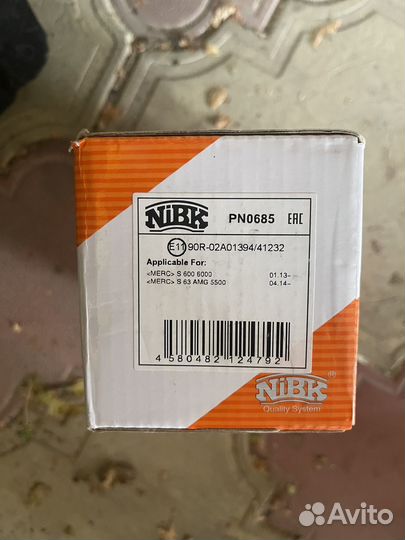 NiBK PN0685 EAC
E11 90R-02A01394/41232
Applicable For:
<MERC> S 600 6000 01.13-
<MERC> S 63 AMG 5500 04.14-
4 580482 124792
NiBK ®
Quality System
Avito